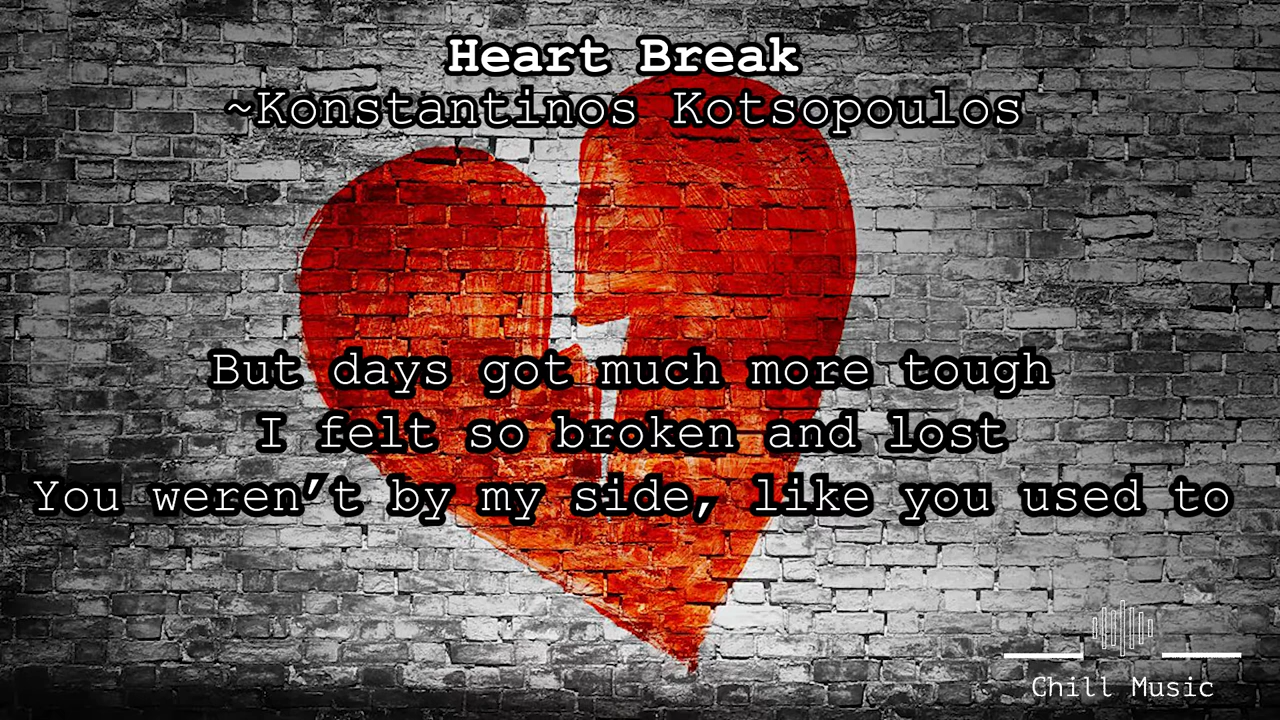 Heart Break
~Konstantinos Kotsopoulos
But days got much more tough
I felt so broken and lost
You weren’t by my side, like you used to
Chill Music